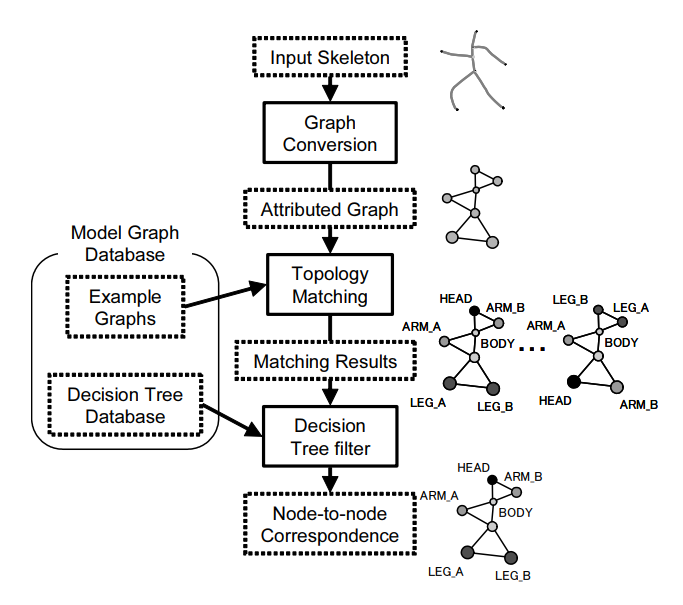 Input Skeleton
Graph
Conversion
Attributed Graph
Model Graph
Database
Example
Graphs
Topology
Matching
HEAD
ARM_B
ARM_A
BODY
LEG_A
LEG_B
...
LEG_B
LEG_A
ARM_A
BODY
HEAD
ARM_B
Matching Results
Decision Tree
Database
Decision
Tree filter
HEAD
ARM_B
ARM_A
BODY
LEG_A
LEG_B
Node-to-node
Correspondence